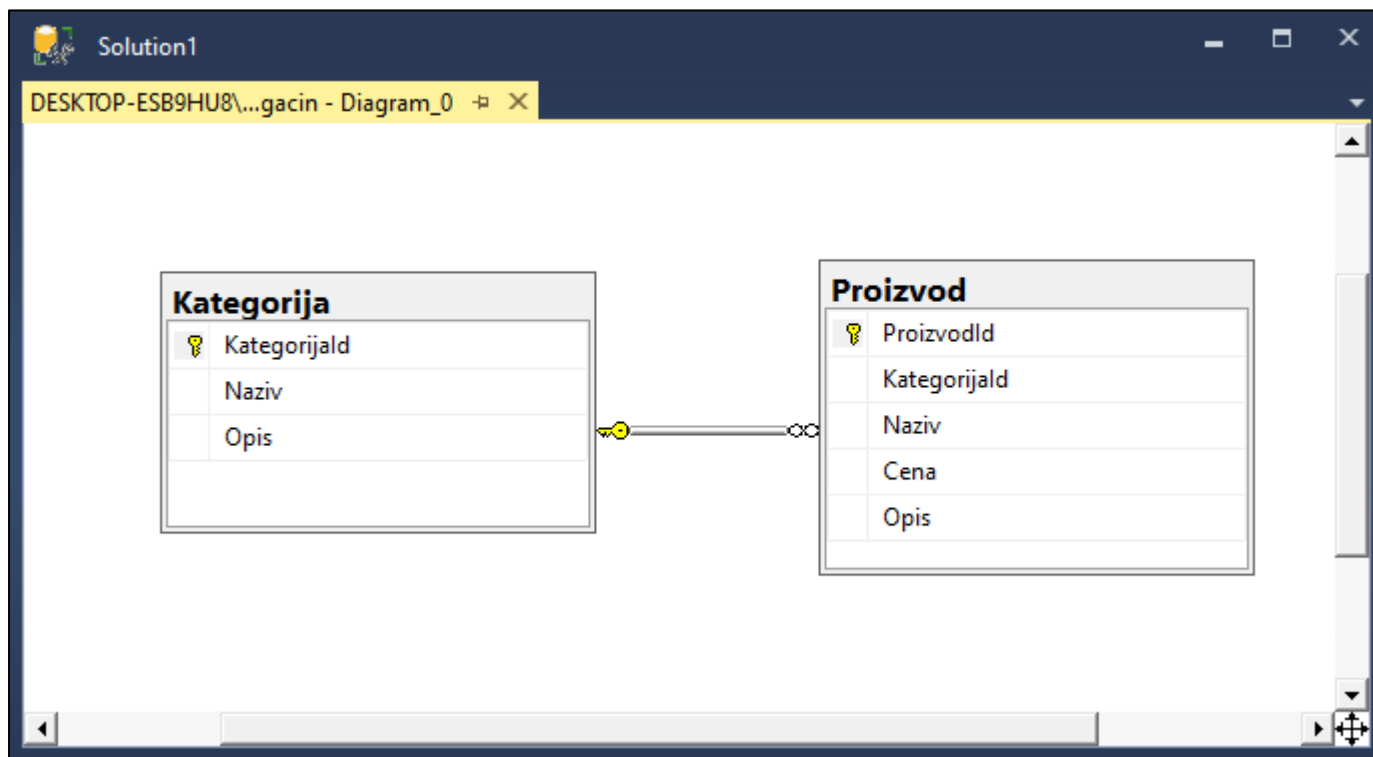 Solution1
DESKTOP-ESB9HU8\...gacin - Diagram_0
Kategorija
KategorijaId
Naziv
Opis
Proizvod
ProizvodId
KategorijaId
Naziv
Cena
Opis